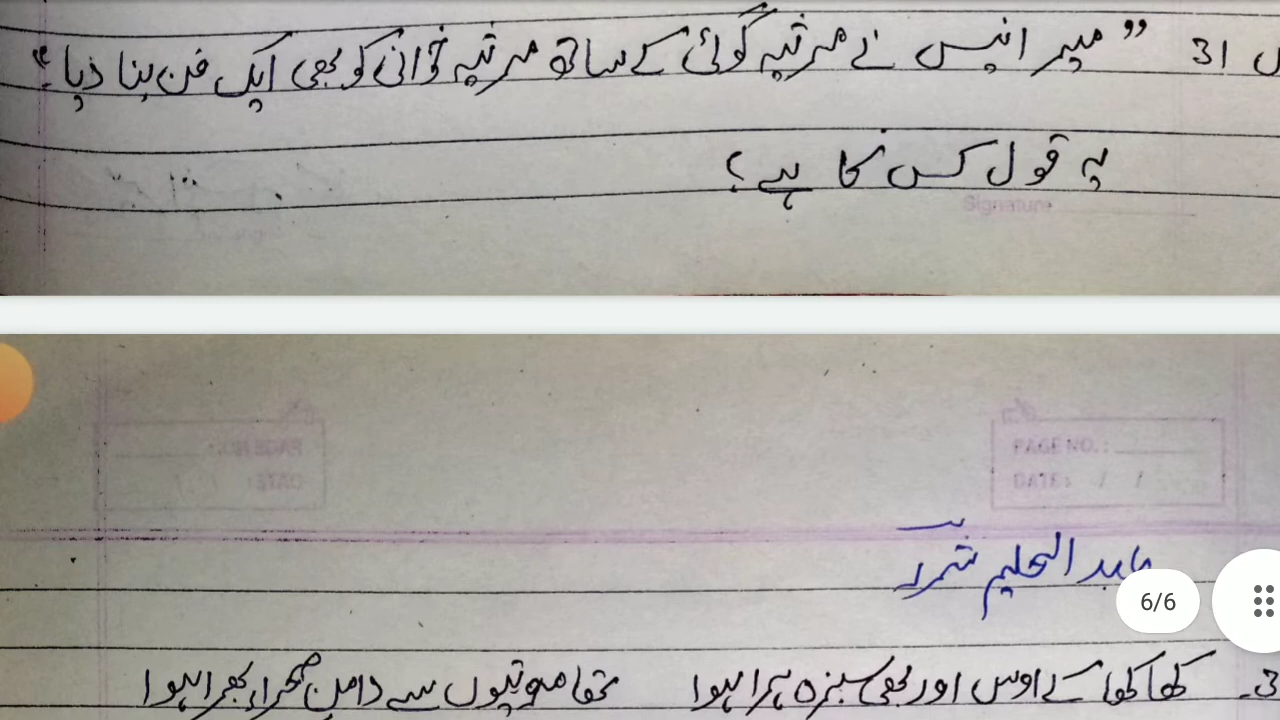 31 ”میر انیس نے مرثیہ گوئی کے ساتھ مرثیہ خوانی کو بھی ایک فن بنا دیا“
یہ قول کس کا ہے؟
Signature
PAGE NO.:
DATE: / /
عبد الحلیم شرر
6/6
کھا کھا کے اوس اور بھی سبزہ ہرا ہوا تھا موتیوں سے دامنِ صحرا بھرا ہوا